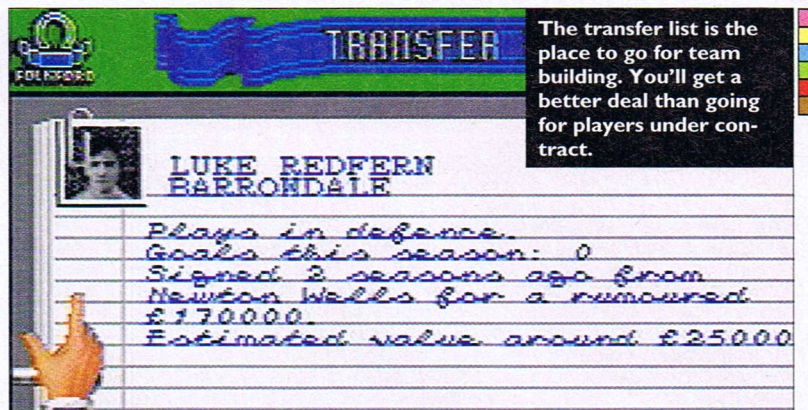 FOLKFORD
TRANSFER
The transfer list is the
place to go for team
building. You'll get a
better deal than going
for players under con-
tract.
LUKE REDFERN
BARRONDALE
Plays in defence.
Goals this season: 0
Signed 2 seasons ago from
Newton Wells for a rumoured
£170000.
Estimated value around £25000